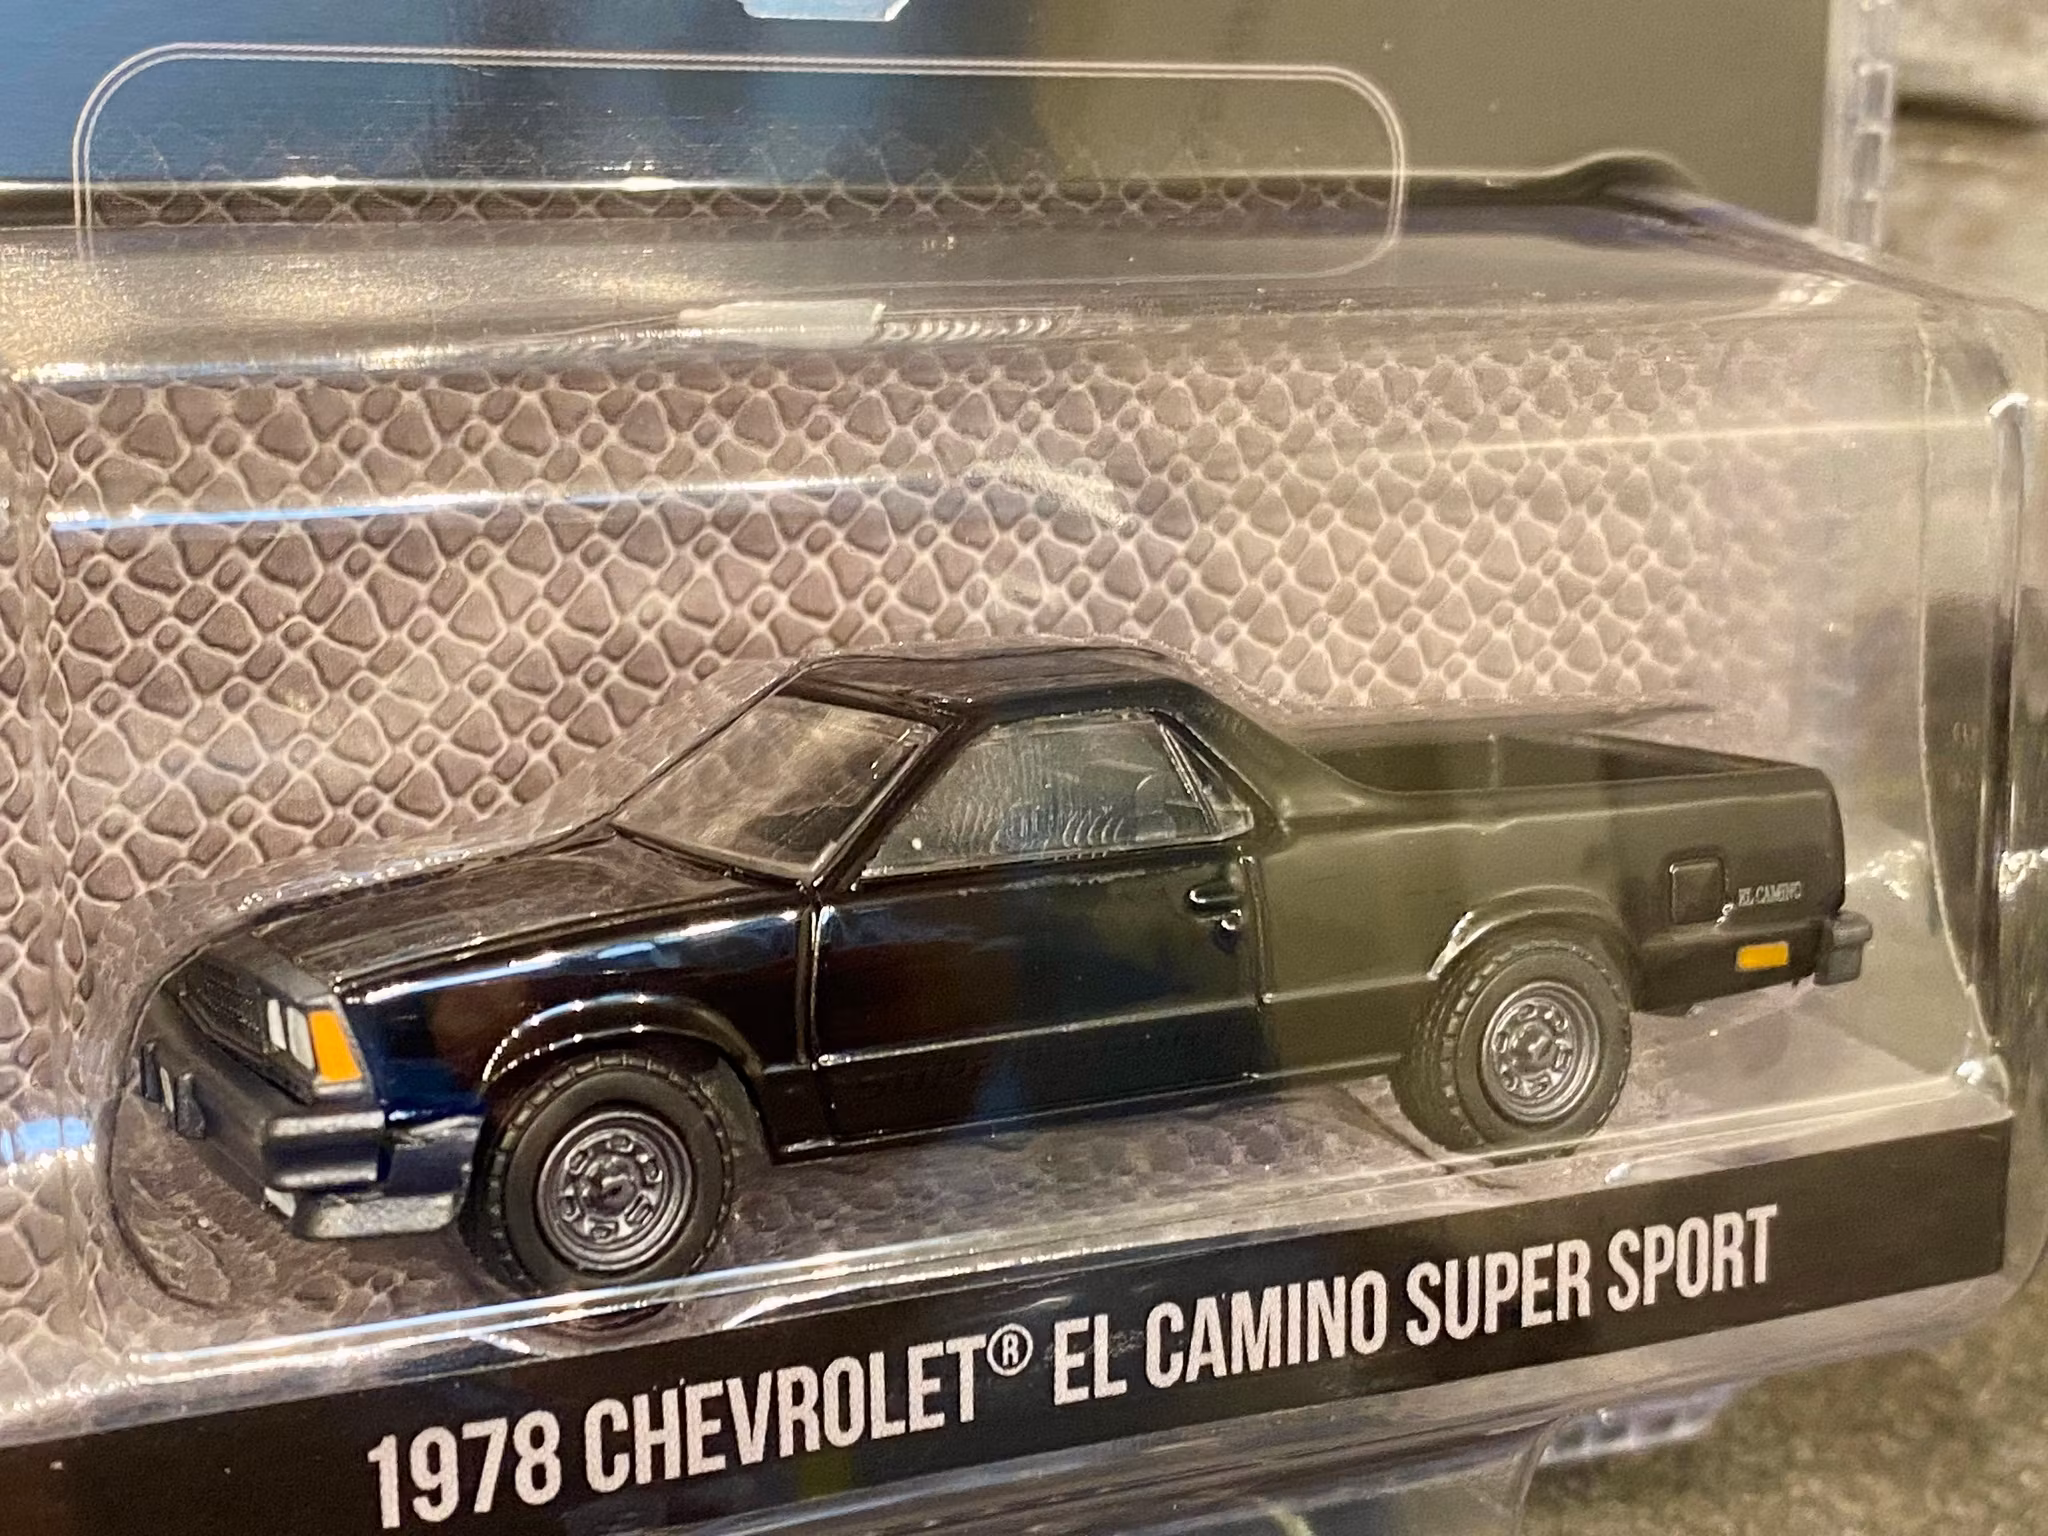 EL CAMINO
1978 CHEVROLET® EL CAMINO SUPER SPORT